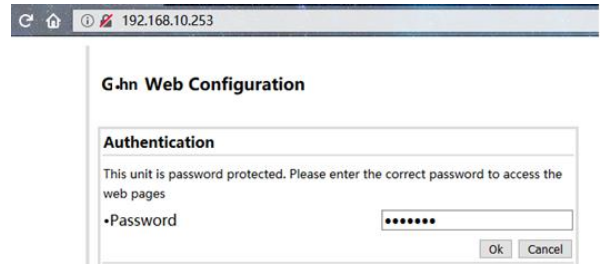 192.168.10.253
G.hn Web Configuration
Authentication
This unit is password protected. Please enter the correct password to access the
web pages
•Password •••••••
Ok Cancel